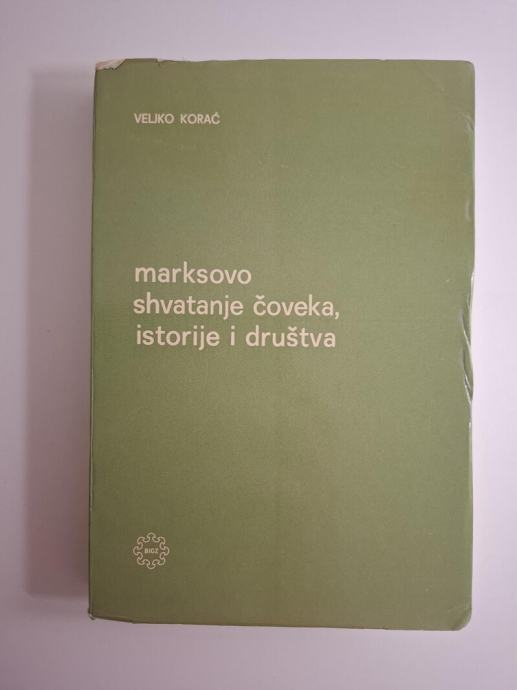 VELJKO KORAĆ
marksovo
shvatanje čoveka,
istorije i društva
BIGZ